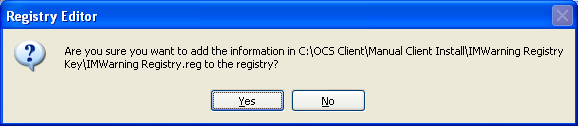 Registry Editor
Are you sure you want to add the information in C:\OCS Client\Manual Client Install\IMWarning Registry
Key\IMWarning Registry.reg to the registry?
Yes No